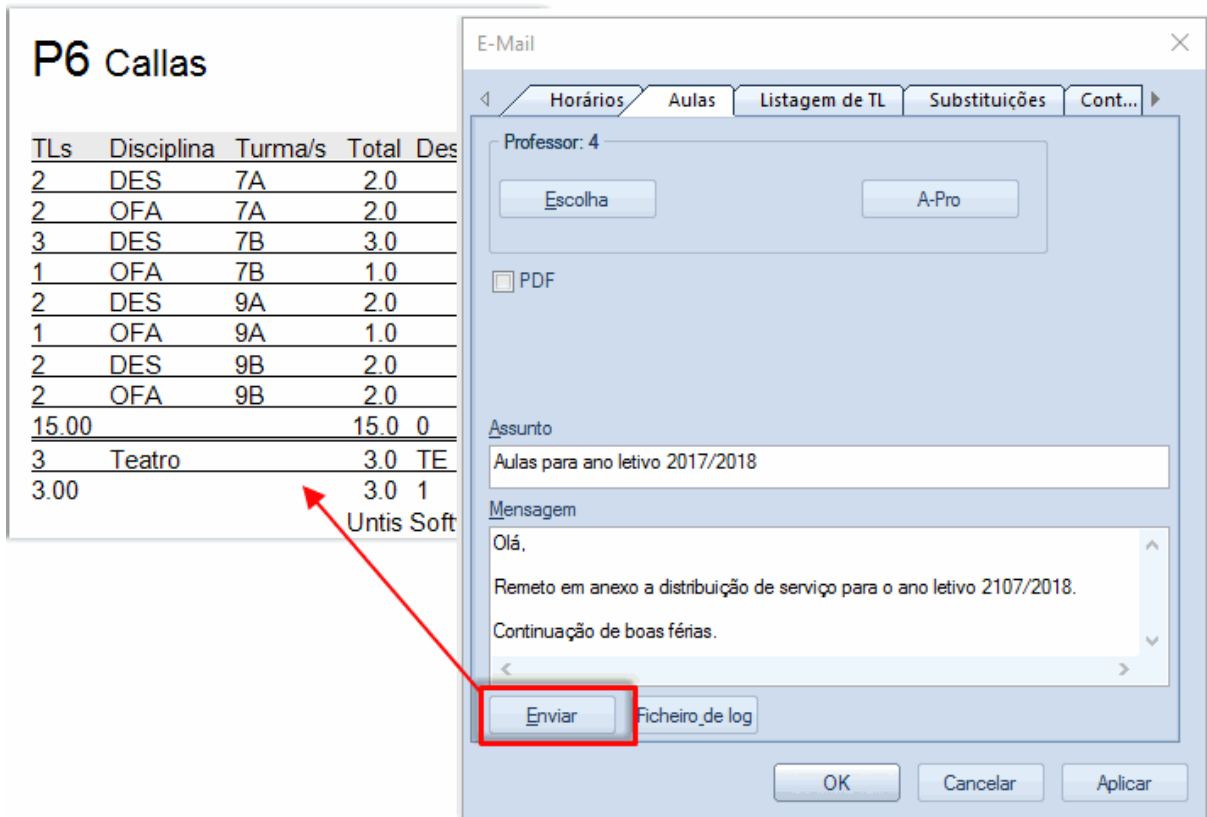 P6 Callas
TLs Disciplina Turma/s Total Des
2 DES 7A 2.0
2 OFA 7A 2.0
3 DES 7B 3.0
1 OFA 7B 1.0
2 DES 9A 2.0
1 OFA 9A 1.0
2 DES 9B 2.0
2 OFA 9B 2.0
15.00 15.0 0
3 Teatro 3.0 TE
3.00 3.0 1
Untis Soft
E-Mail
Horários Aulas Listagem de TL Substituições Cont...
Professor: 4
Escolha A-Pro
PDF
Assunto
Aulas para ano letivo 2017/2018
Mensagem
Olá,
Remeto em anexo a distribuição de serviço para o ano letivo 2107/2018.
Continuação de boas férias.
Enviar Ficheiro de log
OK Cancelar Aplicar